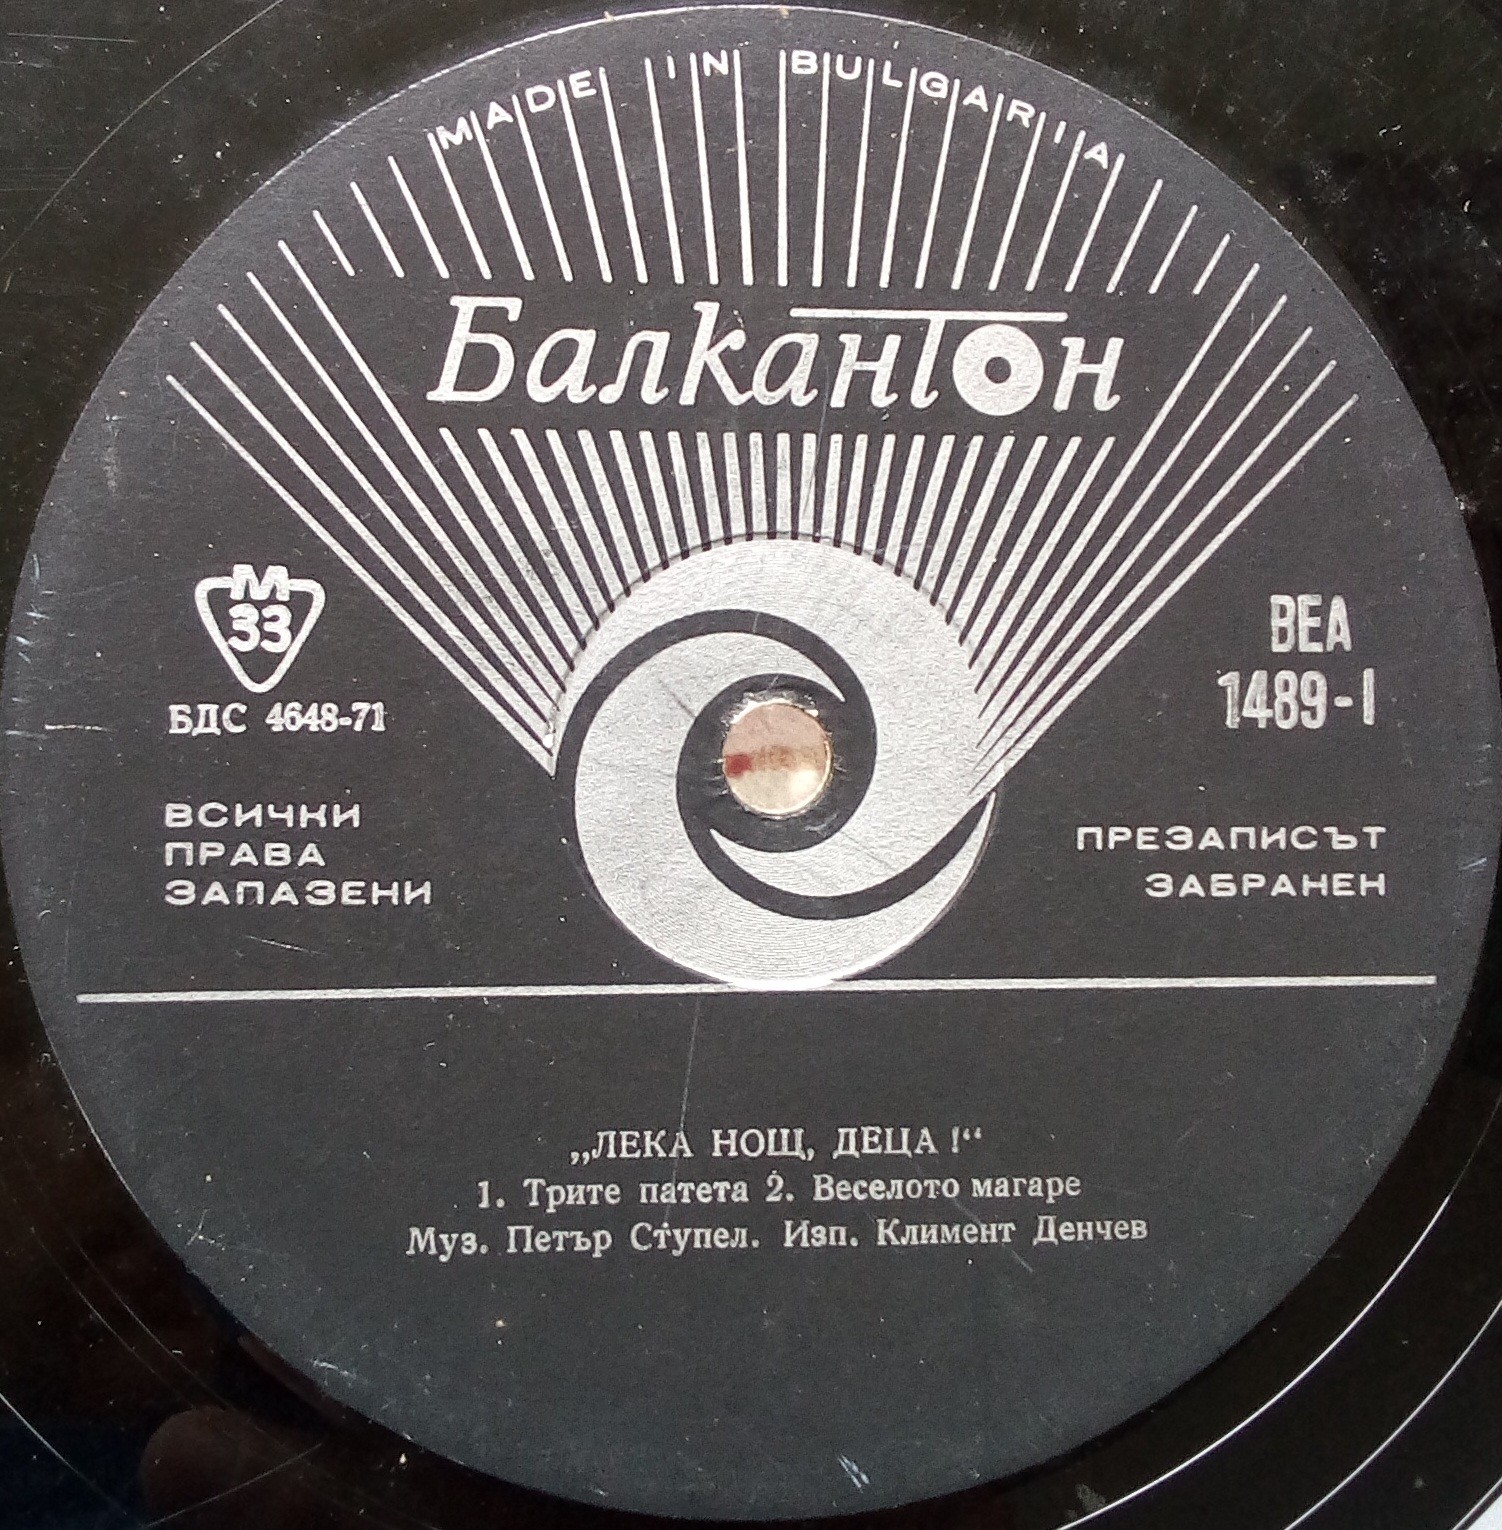 MADE IN BULGARIA
Балкантон
М
33
БДС 4648-71
ВЕА
1489-I
ВСИЧКИ
ПРАВА
ЗАПАЗЕНИ
ПРЕЗАПИСЪТ
ЗАБРАНЕН
„ЛЕКА НОЩ, ДЕЦА!“
1. Трите патета 2. Веселото магаре
Муз. Петър Ступел. Изп. Климент Денчев